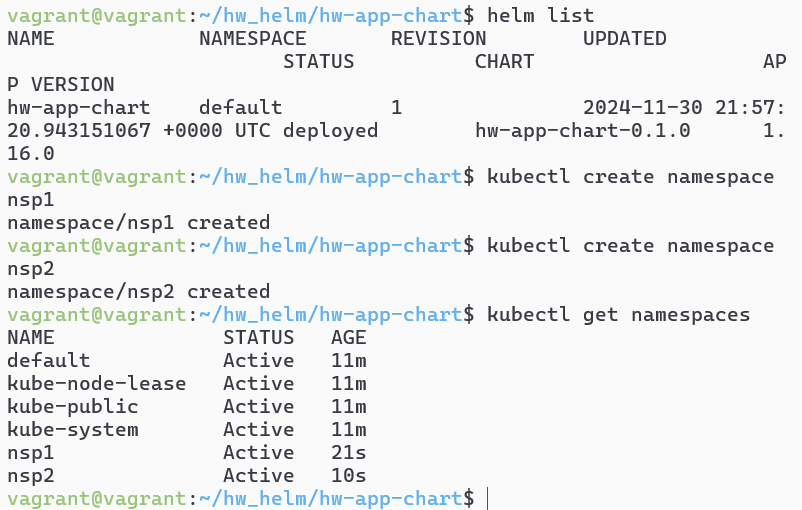 vagrant@vagrant:~/hw_helm/hw-app-chart$ helm list
NAME            NAMESPACE       REVISION        UPDATED
                       STATUS          CHART                   AP
P VERSION
hw-app-chart    default         1               2024-11-30 21:57:
20.943151067 +0000 UTC deployed        hw-app-chart-0.1.0      1.
16.0
vagrant@vagrant:~/hw_helm/hw-app-chart$ kubectl create namespace
nsp1
namespace/nsp1 created
vagrant@vagrant:~/hw_helm/hw-app-chart$ kubectl create namespace
nsp2
namespace/nsp2 created
vagrant@vagrant:~/hw_helm/hw-app-chart$ kubectl get namespaces
NAME              STATUS   AGE
default           Active   11m
kube-node-lease   Active   11m
kube-public       Active   11m
kube-system       Active   11m
nsp1              Active   21s
nsp2              Active   10s
vagrant@vagrant:~/hw_helm/hw-app-chart$